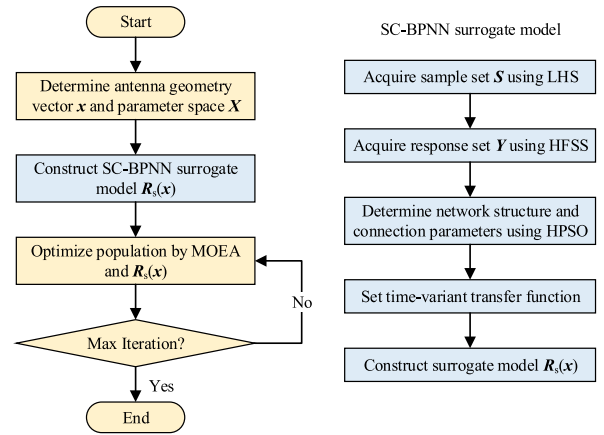 Start
Determine antenna geometry
vector x and parameter space X
Construct SC-BPNN surrogate
model Rs(x)
Optimize population by MOEA
and Rs(x)
No
Max Iteration?
Yes
End
SC-BPNN surrogate model
Acquire sample set S using LHS
Acquire response set Y using HFSS
Determine network structure and
connection parameters using HPSO
Set time-variant transfer function
Construct surrogate model Rs(x)